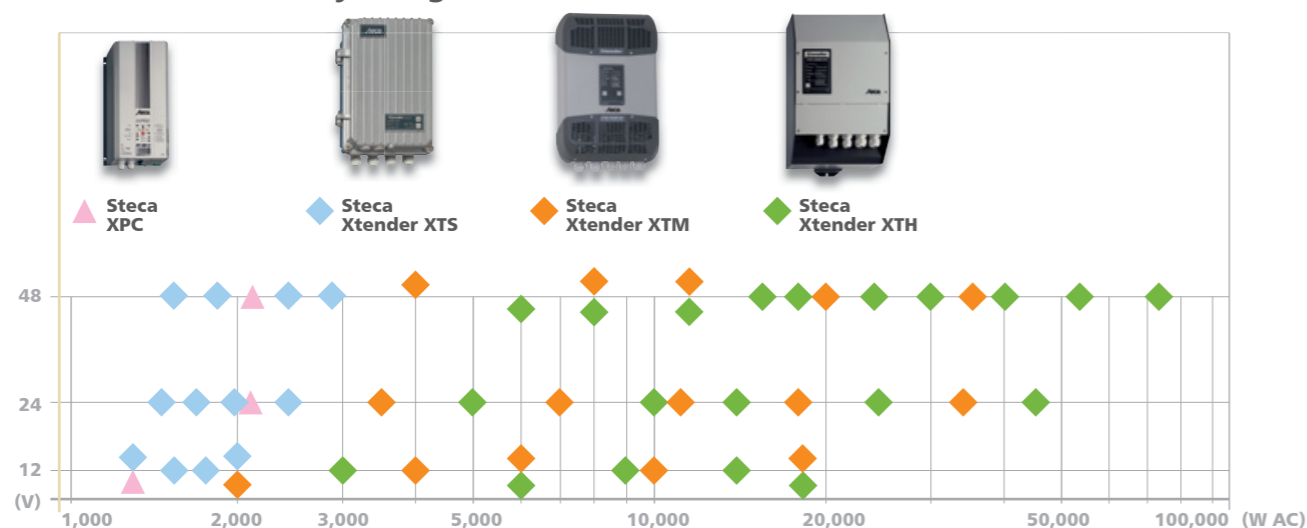 Steca
XPC
Steca
Xtender XTS
Steca
Xtender XTM
Steca
Xtender XTH
48
24
12
(V)
1,000
2,000
3,000
5,000
10,000
20,000
50,000
100,000
(W AC)